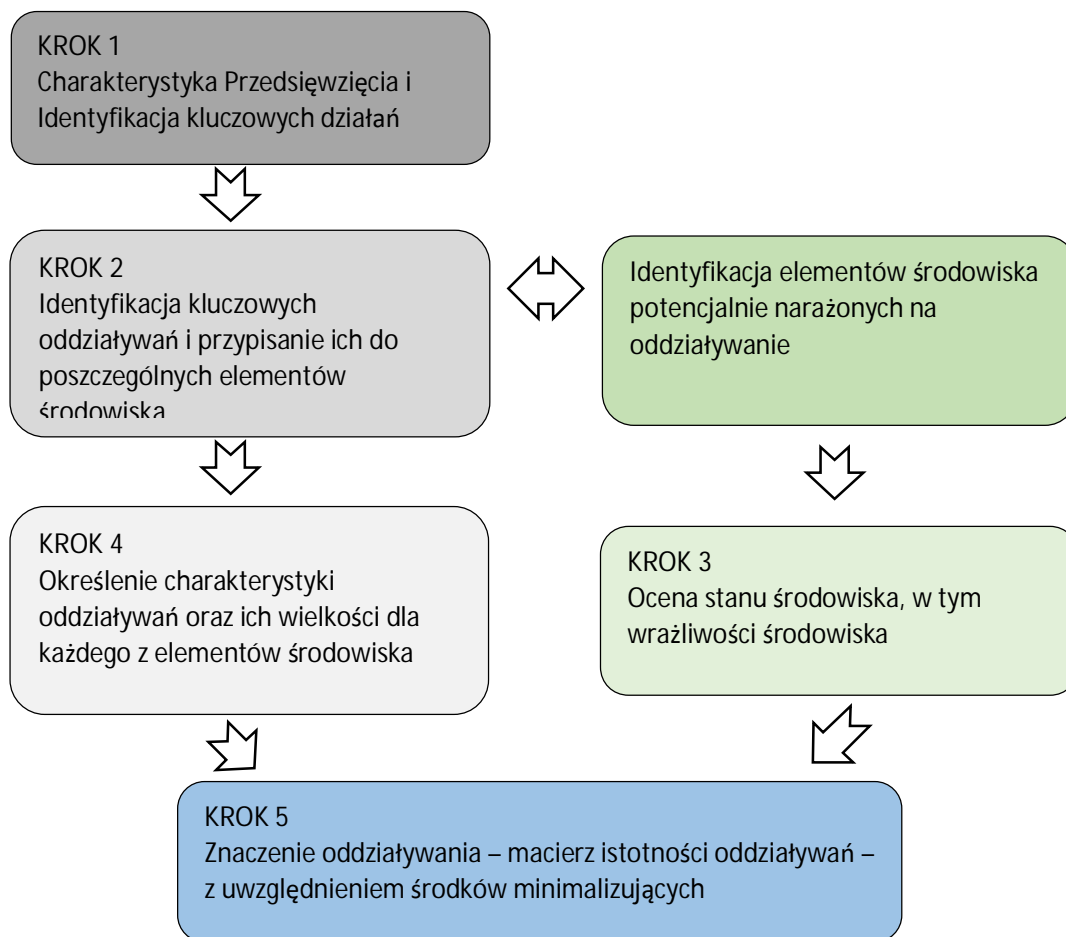 KROK 1
Charakterystyka Przedsięwzięcia i
Identyfikacja kluczowych działań
KROK 2
Identyfikacja kluczowych
oddziaływań i przypisanie ich do
poszczególnych elementów
środowiska
Identyfikacja elementów środowiska
potencjalnie narażonych na
oddziaływanie
KROK 4
Określenie charakterystyki
oddziaływań oraz ich wielkości dla
każdego z elementów środowiska
KROK 3
Ocena stanu środowiska, w tym
wrażliwości środowiska
KROK 5
Znaczenie oddziaływania – macierz istotności oddziaływań –
z uwzględnieniem środków minimalizujących